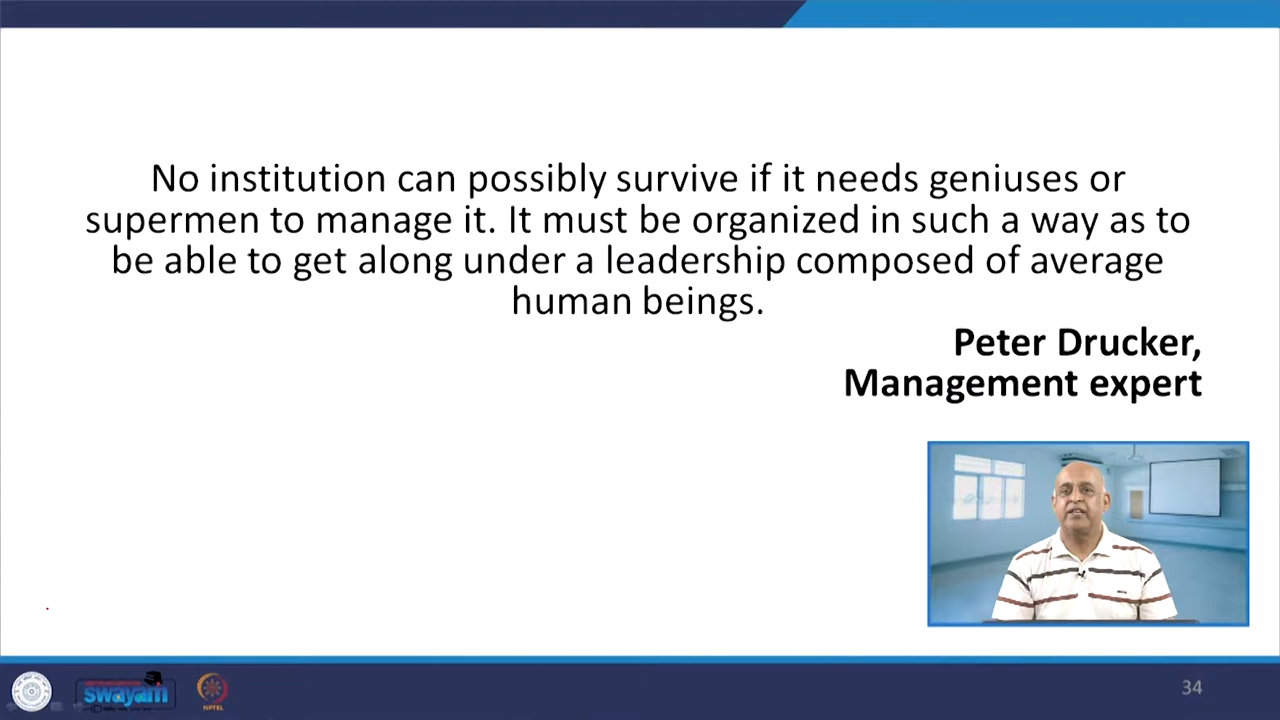 No institution can possibly survive if it needs geniuses or
supermen to manage it. It must be organized in such a way as to
be able to get along under a leadership composed of average
human beings.
Peter Drucker,
Management expert
swayam
NPTEL
34